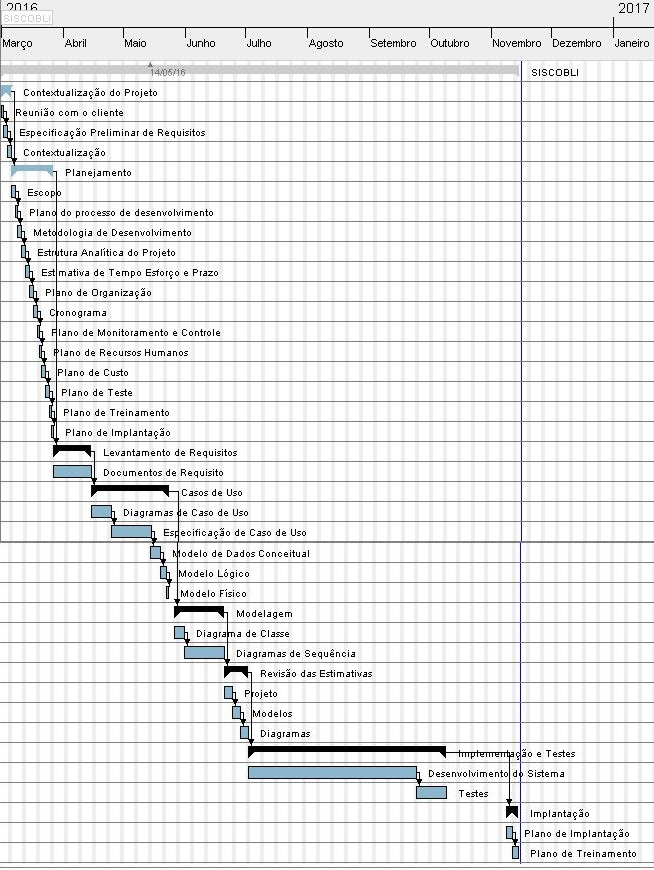 2016
2017
SISCOBLI
Março Abril Maio Junho Julho Agosto Setembro Outubro Novembro Dezembro Janeiro
14/05/16
SISCOBLI
Contextualização do Projeto
Reunião com o cliente
Especificação Preliminar de Requisitos
Contextualização
Planejamento
Escopo
Plano do processo de desenvolvimento
Metodologia de Desenvolvimento
Estrutura Analítica do Projeto
Estimativa de Tempo Esforço e Prazo
Plano de Organização
Cronograma
Plano de Monitoramento e Controle
Plano de Recursos Humanos
Plano de Custo
Plano de Teste
Plano de Treinamento
Plano de Implantação
Levantamento de Requisitos
Documentos de Requisito
Casos de Uso
Diagramas de Caso de Uso
Especificação de Caso de Uso
Modelo de Dados Conceitual
Modelo Lógico
Modelo Físico
Modelagem
Diagrama de Classe
Diagramas de Sequência
Revisão das Estimativas
Projeto
Modelos
Diagramas
Implementação e Testes
Desenvolvimento do Sistema
Testes
Implantação
Plano de Implantação
Plano de Treinamento